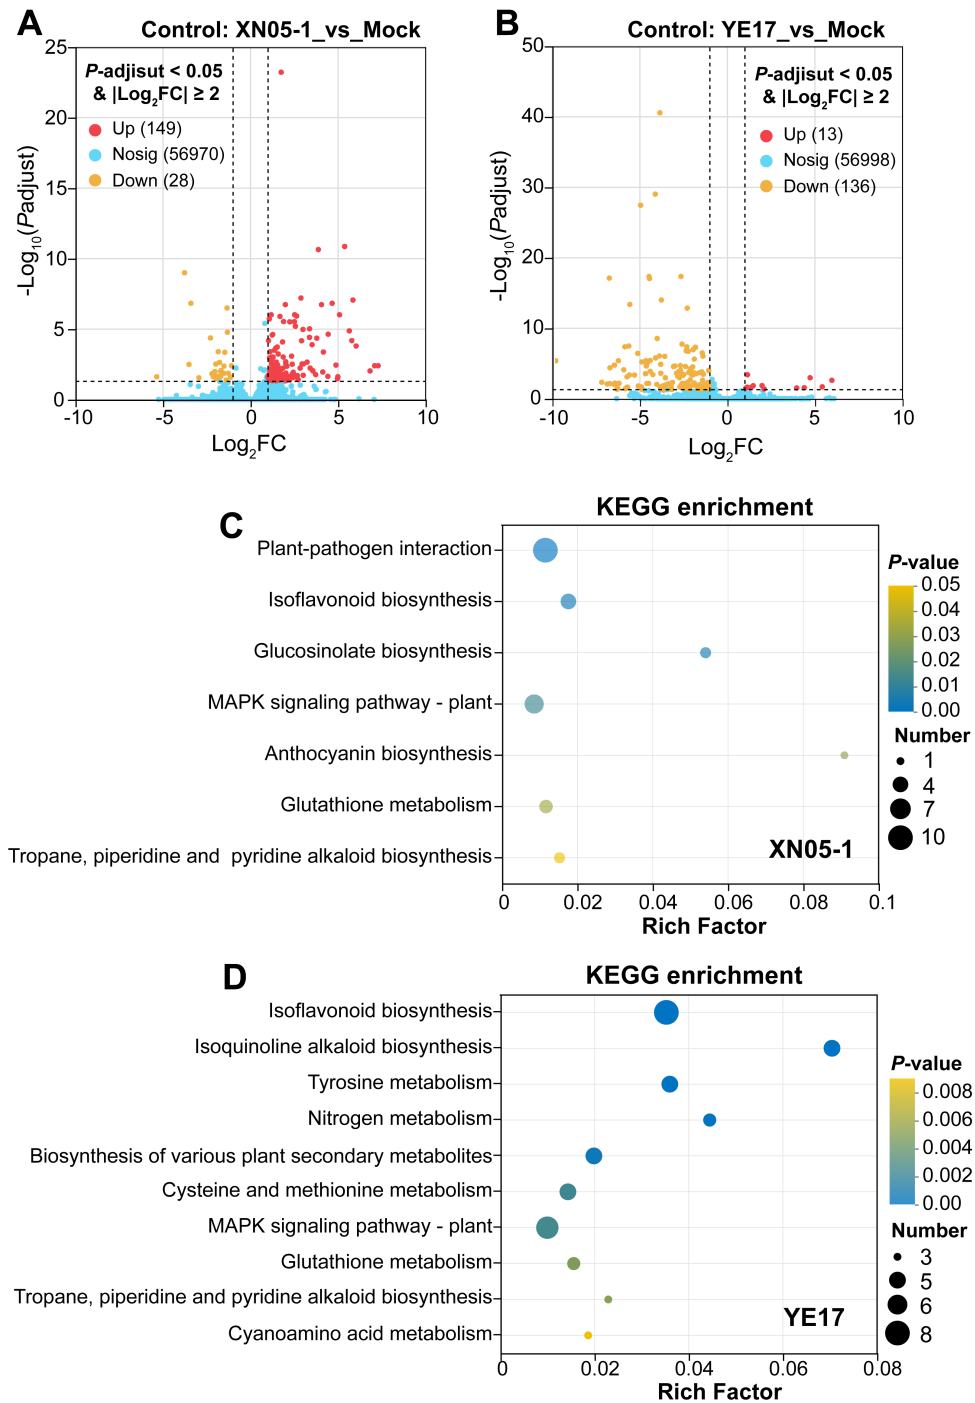 A
Control: XN05-1_vs_Mock
25
20
15
10
5
0
-Log10(Padjust)
P-adjisut < 0.05
& |Log2FC| ≥ 2
Up (149)
Nosig (56970)
Down (28)
-10
-5
0
5
10
Log2FC
B
Control: YE17_vs_Mock
50
40
30
20
10
0
-Log10(Padjust)
P-adjisut < 0.05
& |Log2FC| ≥ 2
Up (13)
Nosig (56998)
Down (136)
-10
-5
0
5
10
Log2FC
C
KEGG enrichment
Plant-pathogen interaction
Isoflavonoid biosynthesis
Glucosinolate biosynthesis
MAPK signaling pathway - plant
Anthocyanin biosynthesis
Glutathione metabolism
Tropane, piperidine and pyridine alkaloid biosynthesis
XN05-1
0
0.02
0.04
0.06
0.08
0.1
Rich Factor
P-value
0.05
0.04
0.03
0.02
0.01
0.00
Number
1
4
7
10
D
KEGG enrichment
Isoflavonoid biosynthesis
Isoquinoline alkaloid biosynthesis
Tyrosine metabolism
Nitrogen metabolism
Biosynthesis of various plant secondary metabolites
Cysteine and methionine metabolism
MAPK signaling pathway - plant
Glutathione metabolism
Tropane, piperidine and pyridine alkaloid biosynthesis
Cyanoamino acid metabolism
YE17
0
0.02
0.04
0.06
0.08
Rich Factor
P-value
0.008
0.006
0.004
0.002
0.00
Number
3
5
6
8